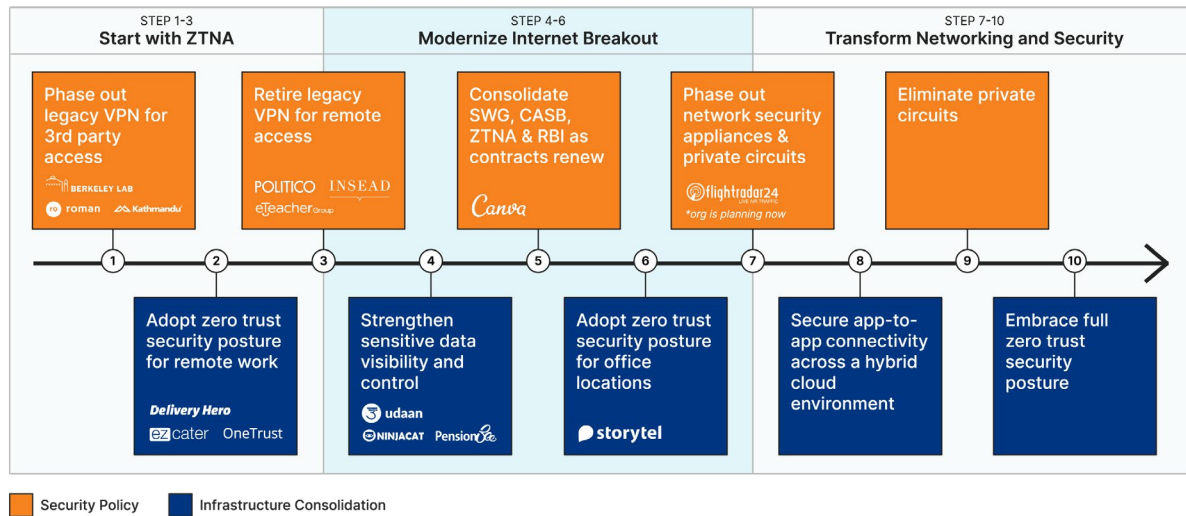 STEP 1-3
Start with ZTNA
STEP 4-6
Modernize Internet Breakout
STEP 7-10
Transform Networking and Security
Phase out
legacy VPN for
3rd party
access
BERKELEY LAB
ro roman
Kathmandu
Retire legacy
VPN for remote
access
POLITICO
INSEAD
eTeacherGroup
Consolidate
SWG, CASB,
ZTNA & RBI as
contracts renew
Canva
Phase out
network security
appliances &
private circuits
flightradar24
LIVE AIR TRAFFIC
*org is planning now
Eliminate private
circuits
1
2
3
4
5
6
7
8
9
10
Adopt zero trust
security posture
for remote work
Delivery Hero
ezcater
OneTrust
Strengthen
sensitive data
visibility and
control
udaan
NINJACAT
PensionBee
Adopt zero trust
security posture
for office
locations
storytel
Secure app-to-
app connectivity
across a hybrid
cloud
environment
Embrace full
zero trust
security
posture
Security Policy
Infrastructure Consolidation